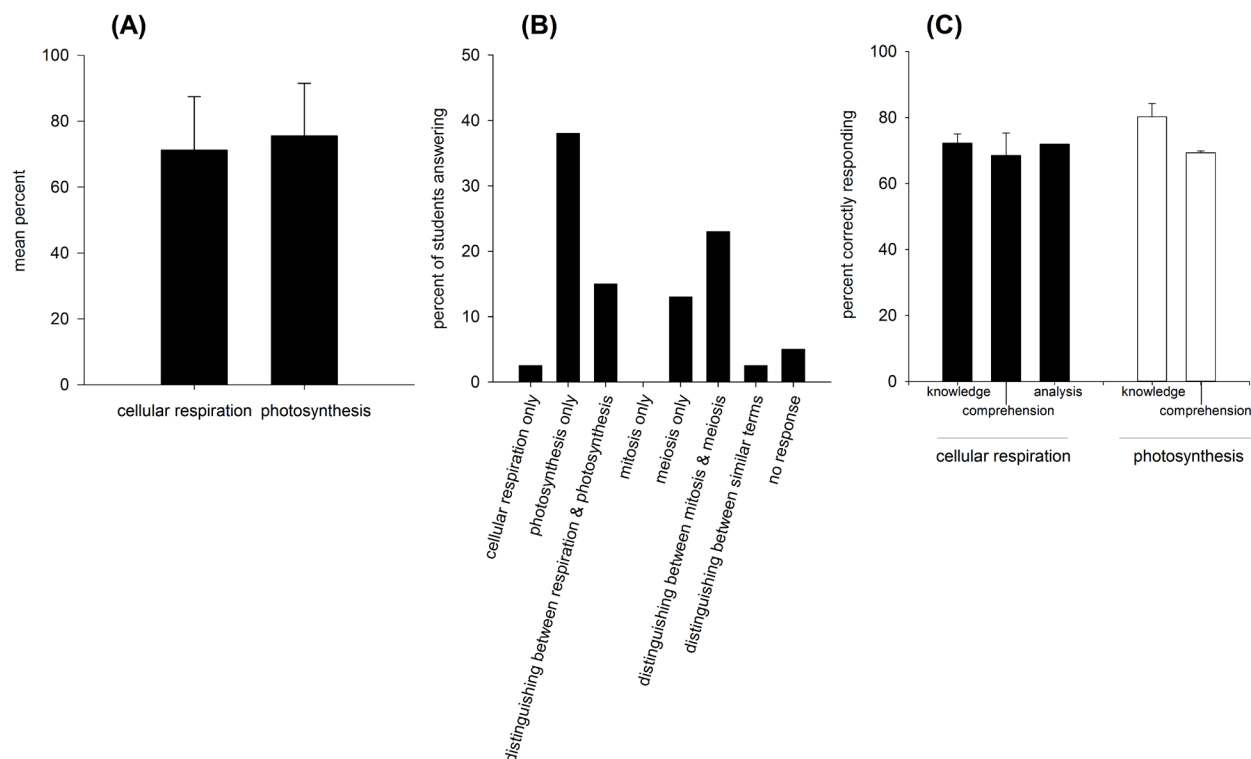 (A)
mean percent
100
80
60
40
20
0
cellular respiration
photosynthesis
(B)
percent of students answering
50
40
30
20
10
0
cellular respiration only
photosynthesis only
distinguishing between respiration & photosynthesis
mitosis only
meiosis only
distinguishing between mitosis & meiosis
distinguishing between similar terms
no response
(C)
percent correctly responding
100
80
60
40
20
0
knowledge
comprehension
analysis
knowledge
comprehension
cellular respiration
photosynthesis